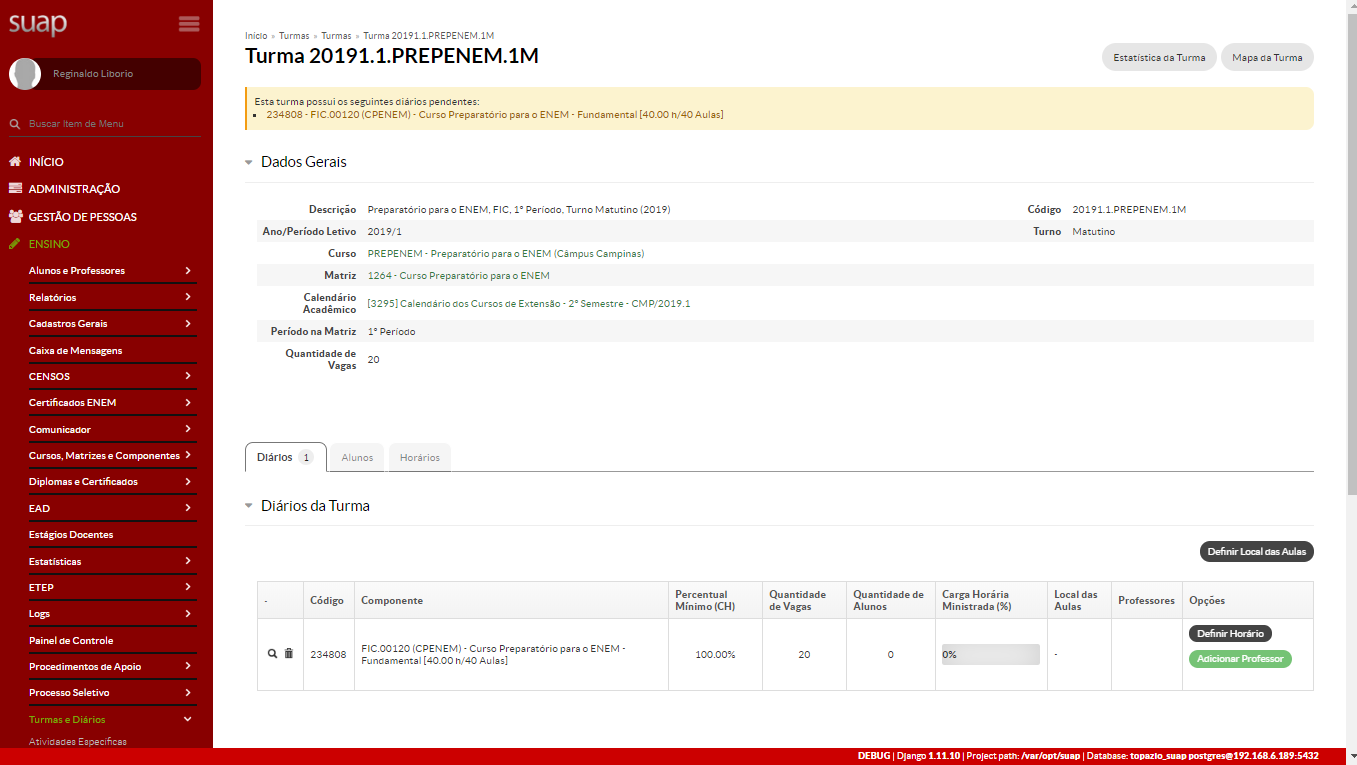 suap
Reginaldo Liborio
Buscar Item de Menu
INÍCIO
ADMINISTRAÇÃO
GESTÃO DE PESSOAS
ENSINO
Alunos e Professores
Relatórios
Cadastros Gerais
Caixa de Mensagens
CENSOS
Certificados ENEM
Comunicador
Cursos, Matrizes e Componentes
Diplomas e Certificados
EAD
Estágios Docentes
Estatísticas
ETEP
Logs
Painel de Controle
Procedimentos de Apoio
Processo Seletivo
Turmas e Diários
Atividades Específicas
Início » Turmas » Turmas » Turma 20191.1.PREPENEM.1M
Turma 20191.1.PREPENEM.1M
Estatística da Turma
Mapa da Turma
Esta turma possui os seguintes diários pendentes:
234808 - FIC.00120 (CPENEM) - Curso Preparatório para o ENEM - Fundamental [40.00 h/40 Aulas]
Dados Gerais
Descrição Preparatório para o ENEM, FIC, 1º Período, Turno Matutino (2019) Código 20191.1.PREPENEM.1M
Ano/Período Letivo 2019/1 Turno Matutino
Curso PREPENEM - Preparatório para o ENEM (Câmpus Campinas)
Matriz 1264 - Curso Preparatório para o ENEM
Calendário
Acadêmico [3295] Calendário dos Cursos de Extensão - 2º Semestre - CMP/2019.1
Período na Matriz 1º Período
Quantidade de
Vagas 20
Diários 1 Alunos Horários
Diários da Turma
Definir Local das Aulas
- Código Componente Percentual Mínimo (CH) Quantidade de Vagas Quantidade de Alunos Carga Horária Ministrada (%) Local das Aulas Professores Opções
234808 FIC.00120 (CPENEM) - Curso Preparatório para o ENEM -
Fundamental [40.00 h/40 Aulas] 100.00% 20 0 0% -
Definir Horário
Adicionar Professor
DEBUG | Django 1.11.10 | Project path: /var/opt/suap | Database: topazio_suap postgres@192.168.6.189:5432